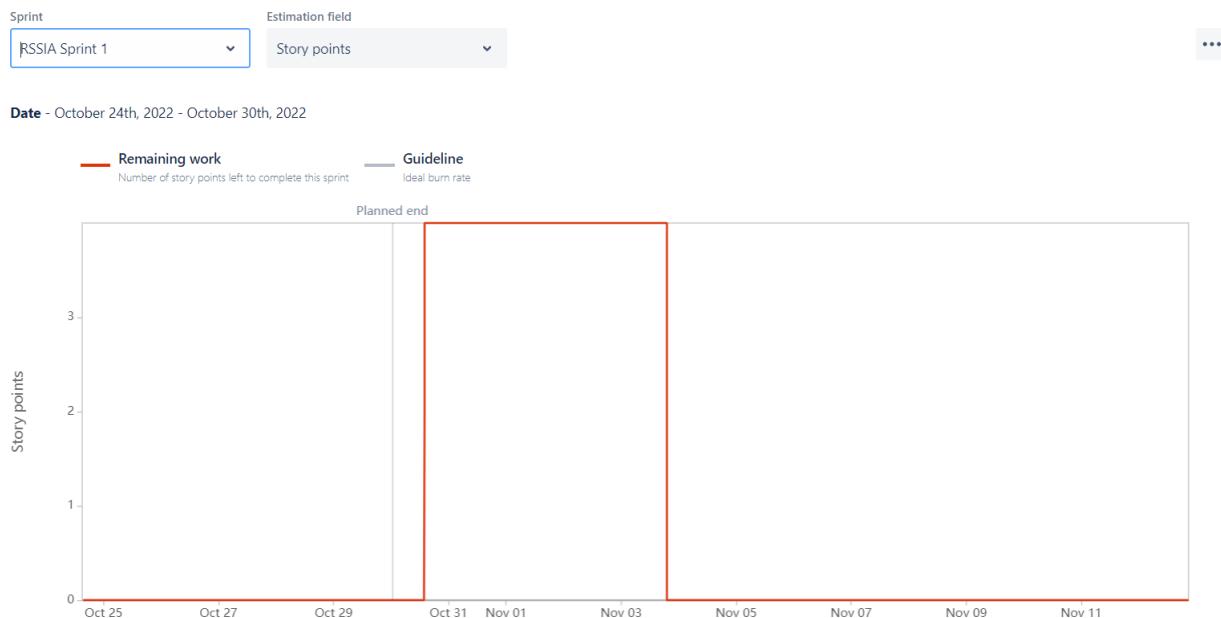 Sprint
Estimation field
RSSIA Sprint 1
Story points
Date - October 24th, 2022 - October 30th, 2022
Remaining work
Number of story points left to complete this sprint
Guideline
Ideal burn rate
Planned end
Story points
3
2
1
0
Oct 25 Oct 27 Oct 29 Oct 31 Nov 01 Nov 03 Nov 05 Nov 07 Nov 09 Nov 11